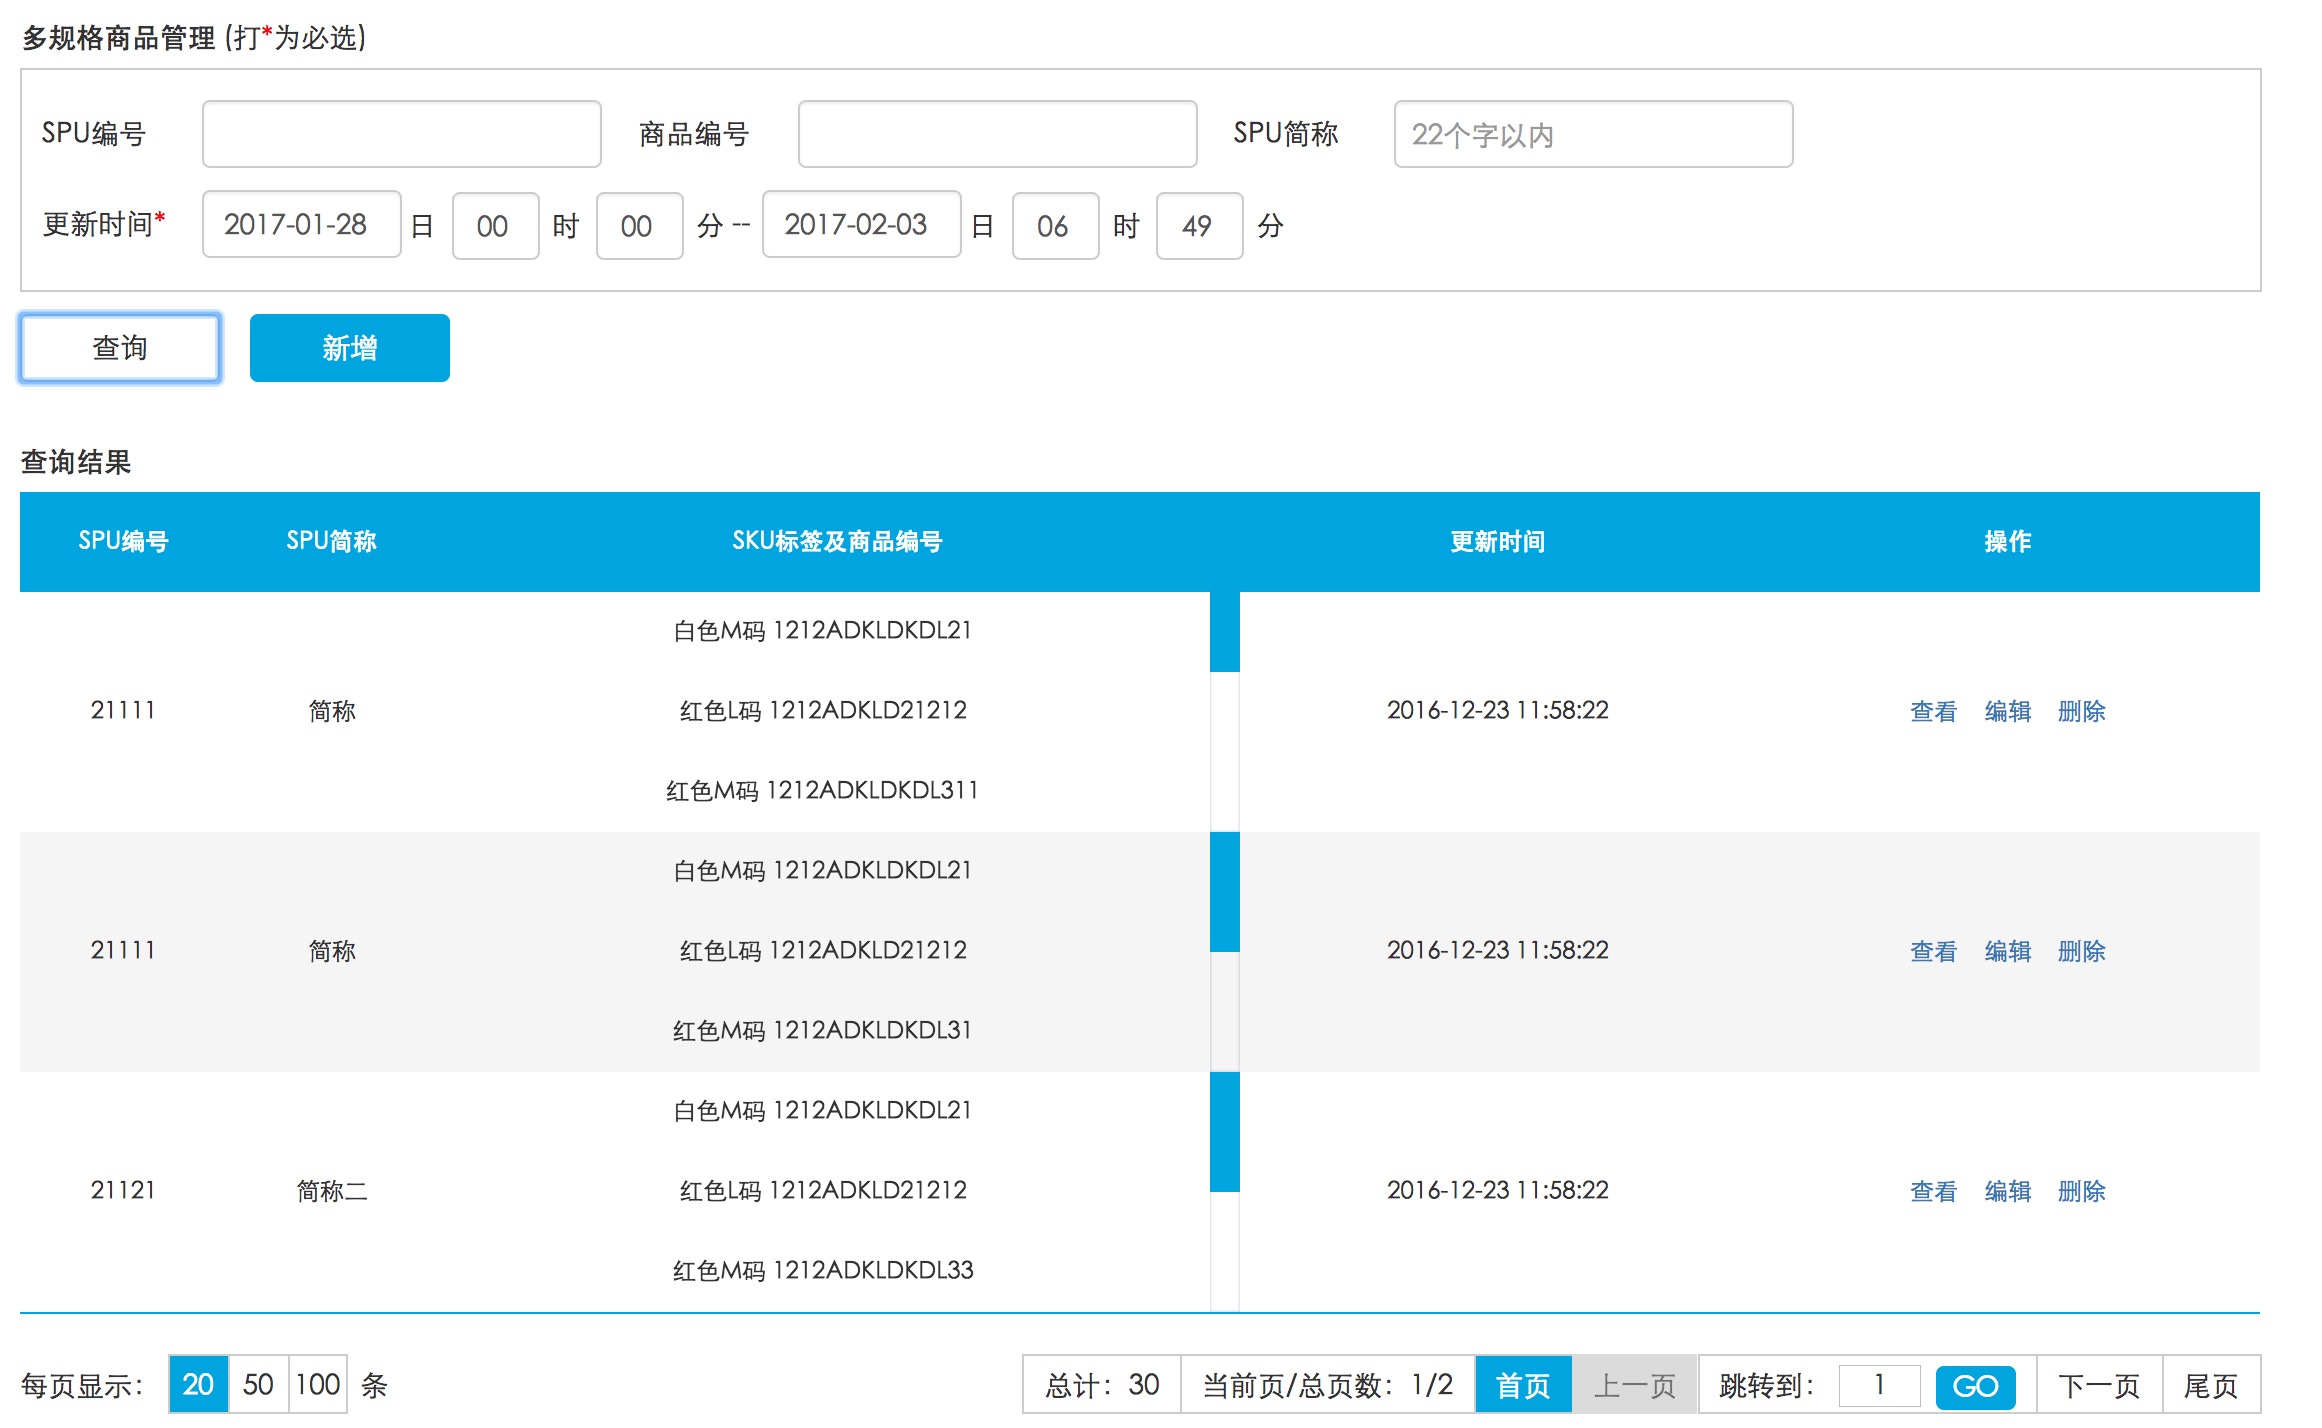 多规格商品管理 (打*为必选)
SPU编号 商品编号 SPU简称 22个字以内
更新时间* 2017-01-28 日 00 时 00 分 -- 2017-02-03 日 06 时 49 分
查询 新增
查询结果
SPU编号 SPU简称 SKU标签及商品编号 更新时间 操作
白色M码 1212ADKLDKDL21
21111 简称 红色L码 1212ADKLD21212 2016-12-23 11:58:22 查看 编辑 删除
红色M码 1212ADKLDKDL311
白色M码 1212ADKLDKDL21
21111 简称 红色L码 1212ADKLD21212 2016-12-23 11:58:22 查看 编辑 删除
红色M码 1212ADKLDKDL31
白色M码 1212ADKLDKDL21
21121 简称二 红色L码 1212ADKLD21212 2016-12-23 11:58:22 查看 编辑 删除
红色M码 1212ADKLDKDL33
每页显示： 20 50 100 条 总计：30 当前页/总页数：1/2 首页 上一页 跳转到： 1 GO 下一页 尾页